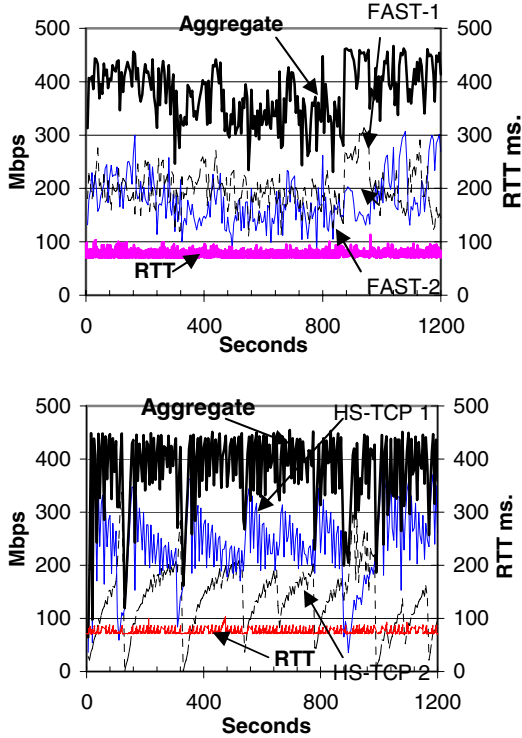 FAST-1
500 500
Aggregate
400 400
300 300
Mbps
RTT ms.
200 200
100 100
RTT
FAST-2
0 0
0 400 800 1200
Seconds
500 500
Aggregate
HS-TCP 1
400 400
300 300
Mbps
RTT ms.
200 200
100 100
RTT
HS-TCP 2
0 0
0 400 800 1200
Seconds